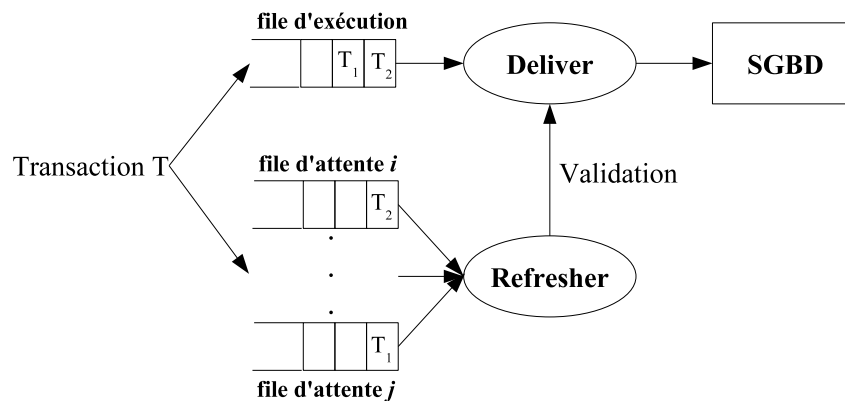 file d'exécution
T1 T2
Deliver
SGBD
Transaction T
file d'attente i
T2
Validation
Refresher
T1
file d'attente j